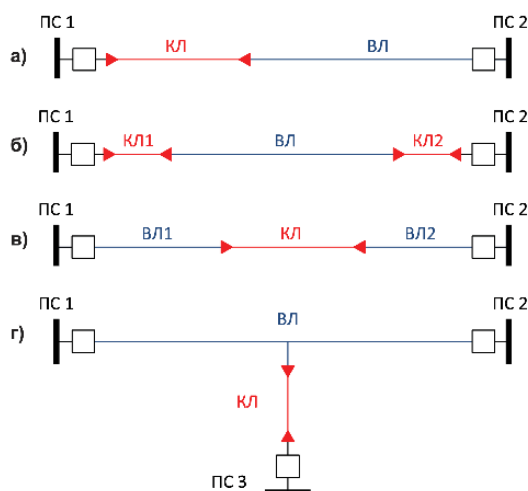 ПС 1 ПС 2
а) КЛ ВЛ
ПС 1 ПС 2
б) КЛ1 ВЛ КЛ2
ПС 1 ПС 2
в) ВЛ1 КЛ ВЛ2
ПС 1 ПС 2
ВЛ
г)
КЛ
ПС 3